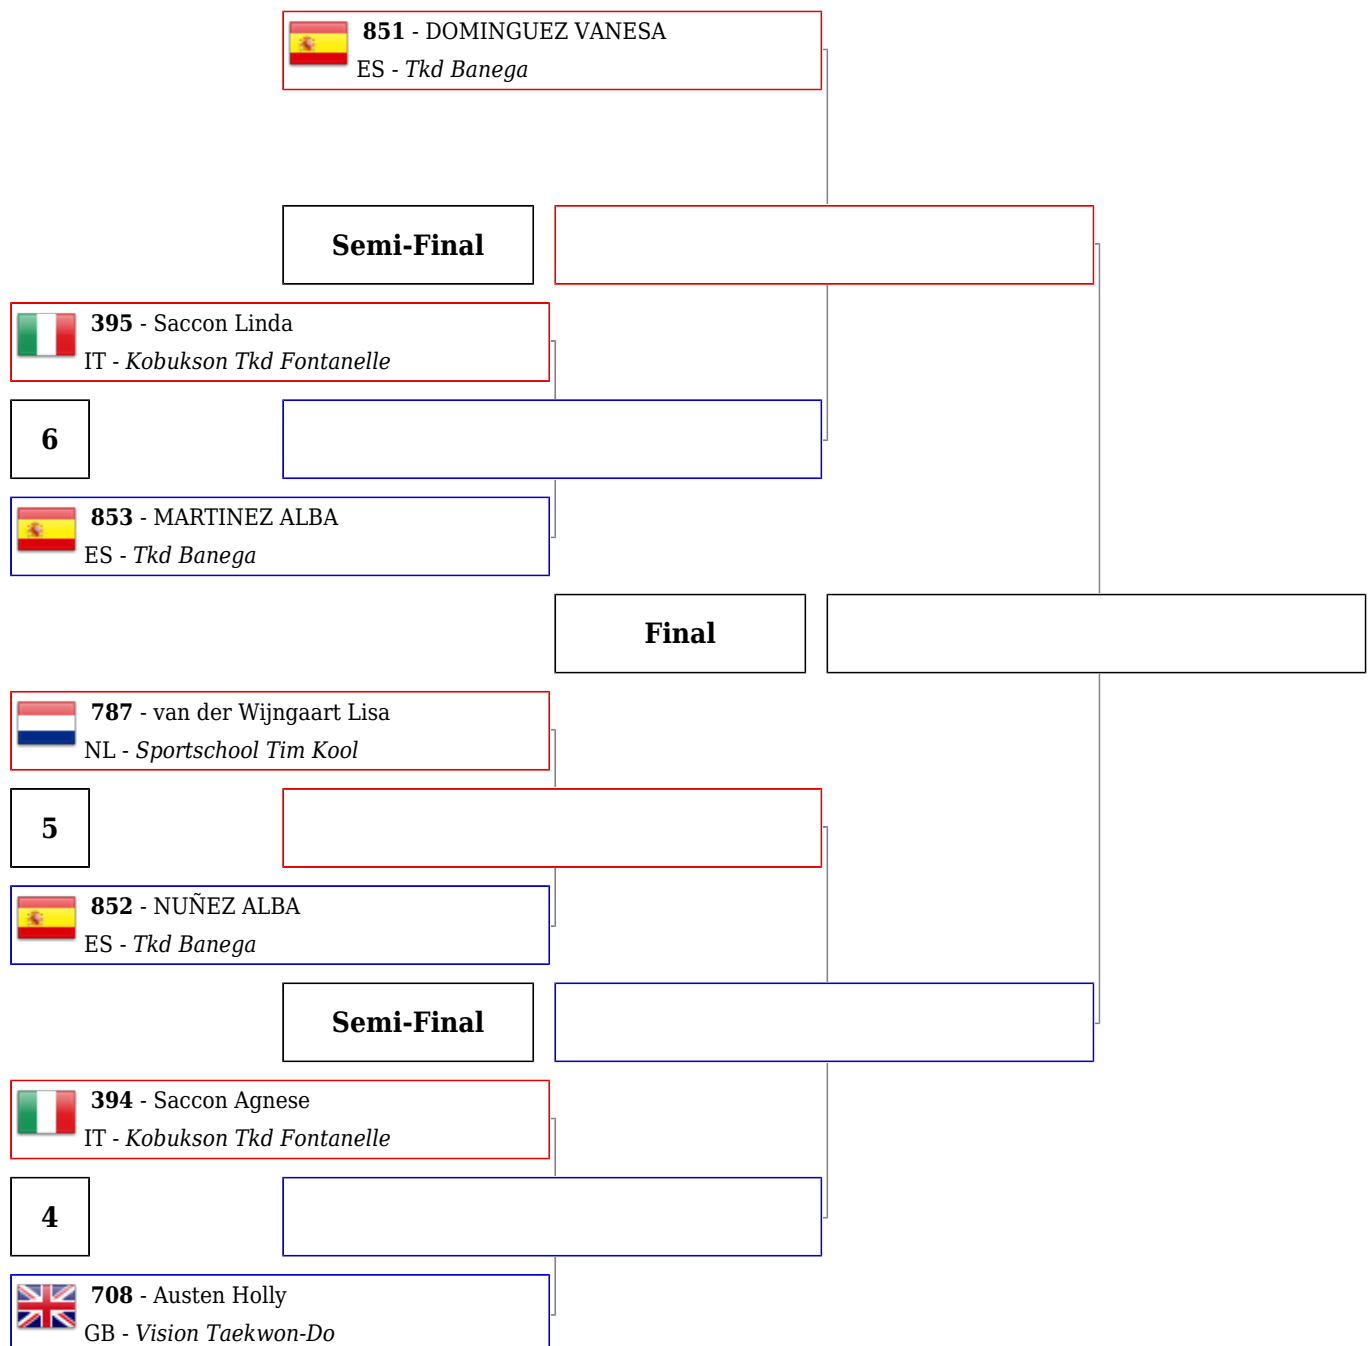 851 - DOMINGUEZ VANESA
ES - Tkd Banega
Semi-Final
395 - Saccon Linda
IT - Kobukson Tkd Fontanelle
6
853 - MARTINEZ ALBA
ES - Tkd Banega
Final
787 - van der Wijngaart Lisa
NL - Sportschool Tim Kool
5
852 - NUÑEZ ALBA
ES - Tkd Banega
Semi-Final
394 - Saccon Agnese
IT - Kobukson Tkd Fontanelle
4
708 - Austen Holly
GB - Vision Taekwon-Do